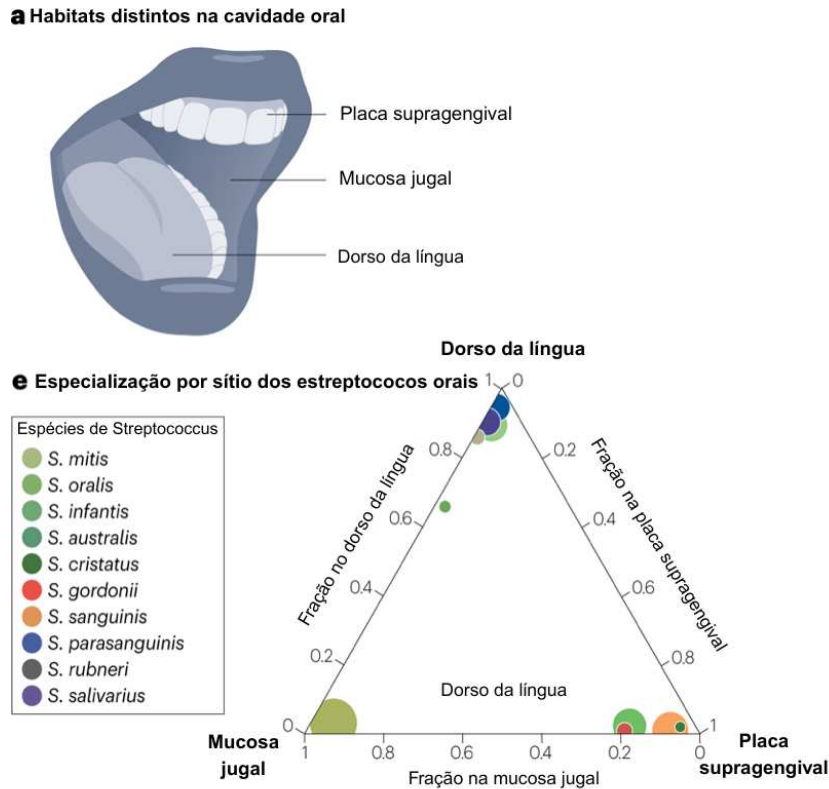 a Habitats distintos na cavidade oral
Placa supragengival
Mucosa jugal
Dorso da língua
Dorso da língua
e Especialização por sítio dos estreptococos orais
Espécies de Streptococcus
S. mitis
S. oralis
S. infantis
S. australis
S. cristatus
S. gordonii
S. sanguinis
S. parasanguinis
S. rubneri
S. salivarius
1 0
0.8 0.2
0.6 0.4
0.4 0.6
0.2 0.8
0 1
Fração no dorso da língua
Fração na placa supragengival
Dorso da língua
Mucosa
jugal
Placa
supragengival
1 0.8 0.6 0.4 0.2 0
Fração na mucosa jugal